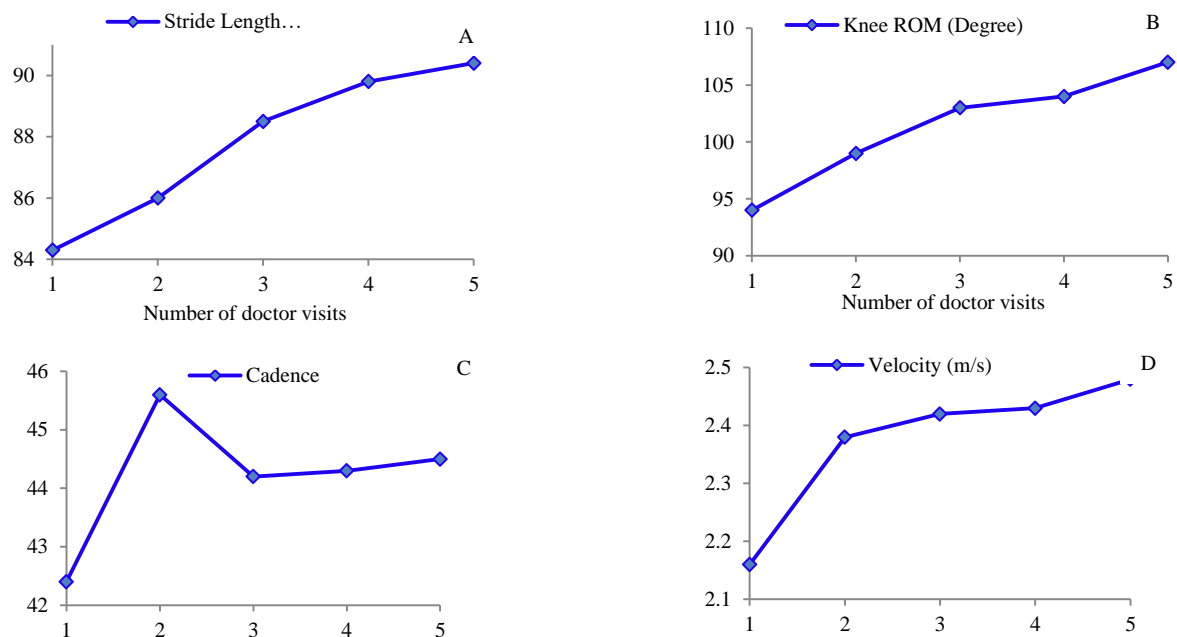 Stride Length…
A
90
88
86
84
1 2 3 4 5
Number of doctor visits
Knee ROM (Degree)
B
110
105
100
95
90
1 2 3 4 5
Number of doctor visits
Cadence
C
46
45
44
43
42
1 2 3 4 5
Velocity (m/s)
D
2.5
2.4
2.3
2.2
2.1
1 2 3 4 5